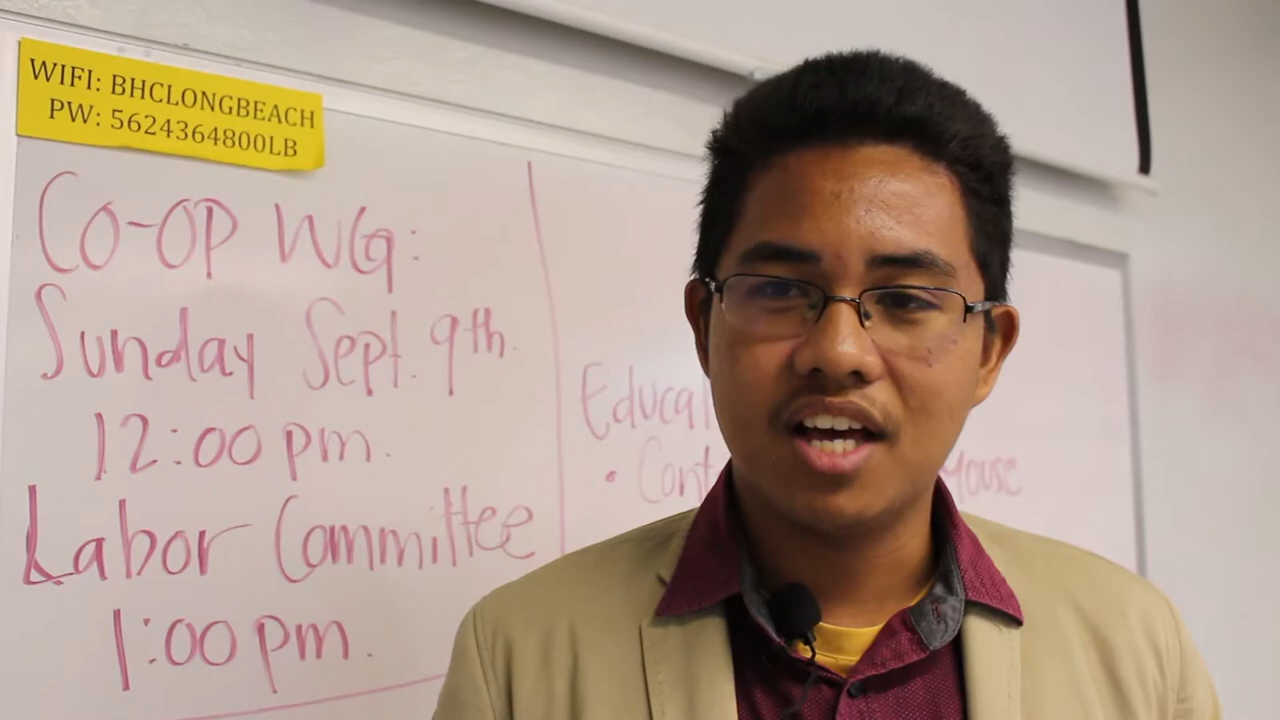 WIFI: BHCLONGBEACH
PW: 5624364800LB
Co-OP WG:
Sunday Sept. 9th.
12:00 pm.
Labor Committee
1:00 pm.